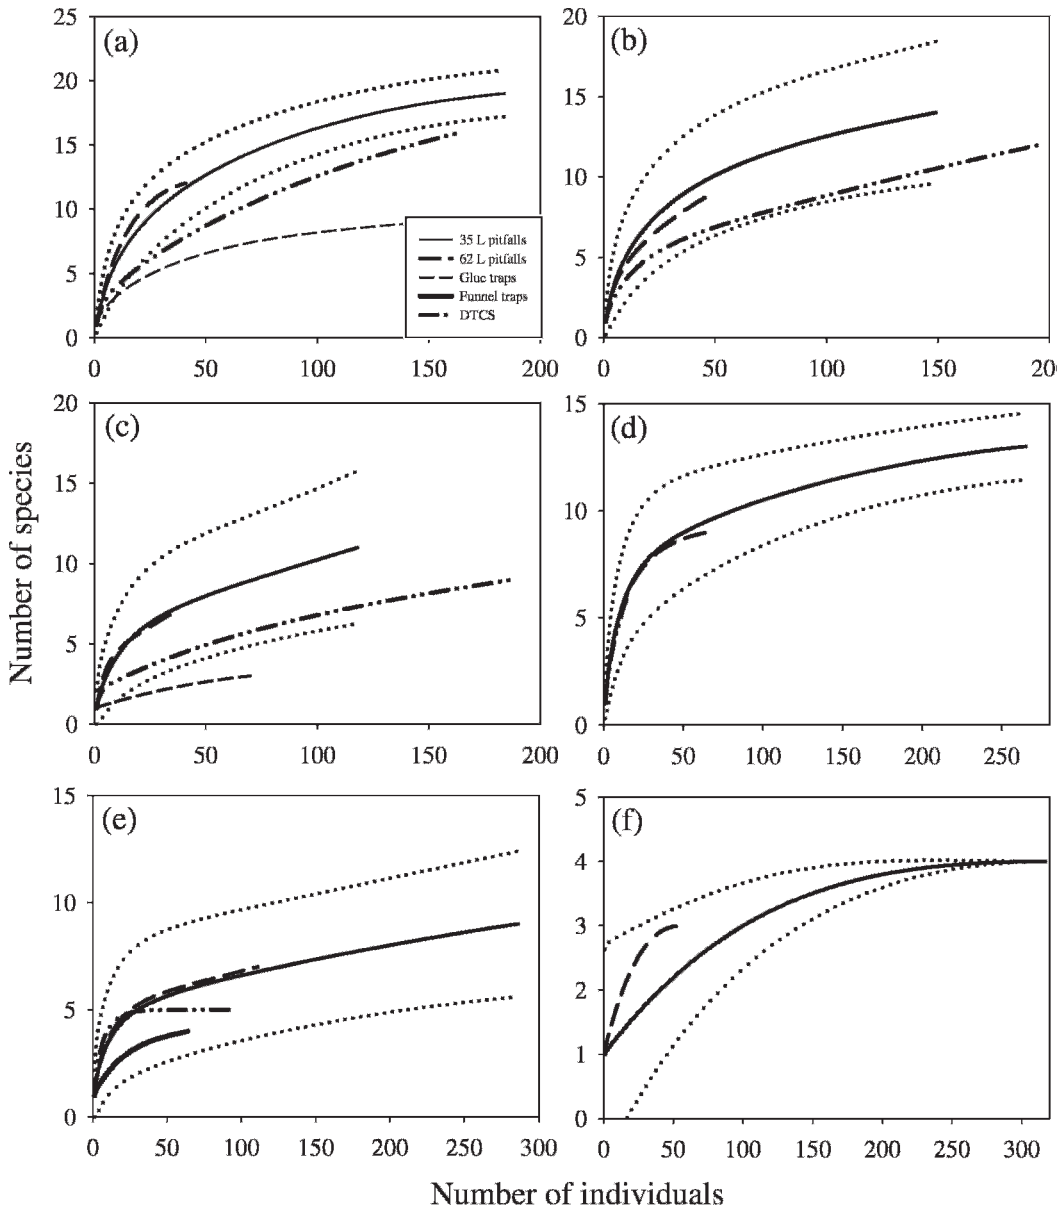 (a)
25
20
15
10
5
0
0 50 100 150 200
35 L pitfalls
62 L pitfalls
Glue traps
Funnel traps
DTCS
(b)
20
15
10
5
0
0 50 100 150 20
Number of species
(c)
20
15
10
5
0
0 50 100 150 200
(d)
15
10
5
0
0 50 100 150 200 250
(e)
15
10
5
0
0 50 100 150 200 250 300
(f)
5
4
3
2
1
0
0 50 100 150 200 250 300
Number of individuals